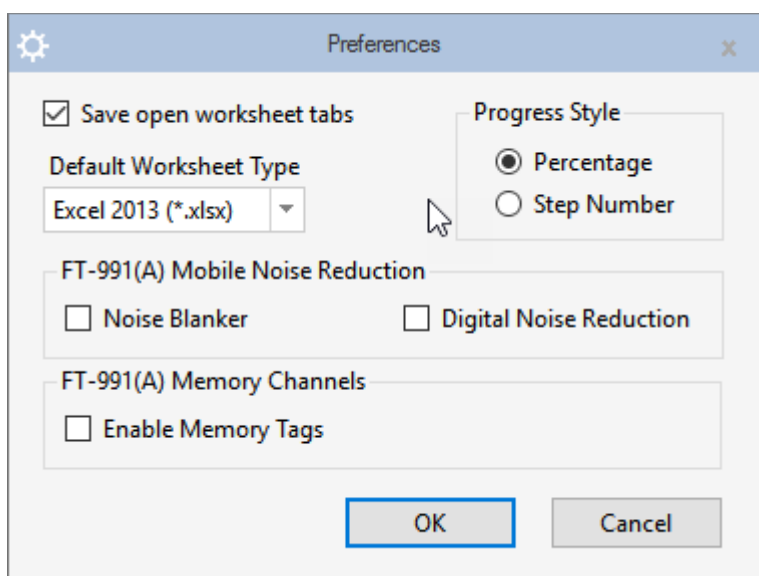 Preferences
Save open worksheet tabs
Progress Style
Default Worksheet Type
Percentage
Excel 2013 (*.xlsx)
Step Number
FT-991(A) Mobile Noise Reduction
Noise Blanker
Digital Noise Reduction
FT-991(A) Memory Channels
Enable Memory Tags
OK
Cancel